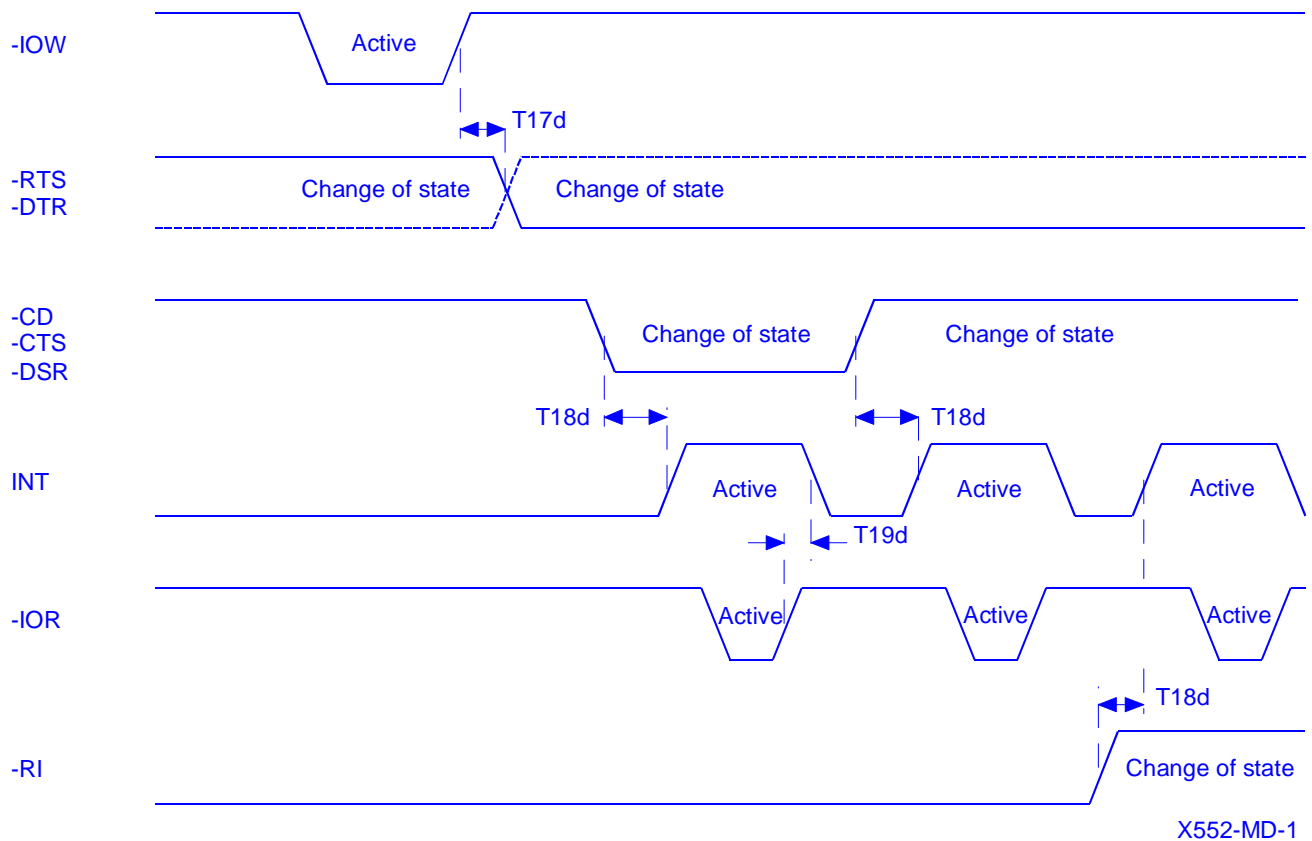 -IOW
Active
T17d
-RTS
-DTR
Change of state
Change of state
-CD
-CTS
-DSR
Change of state
Change of state
T18d
T18d
INT
Active
Active
Active
T19d
-IOR
Active
Active
Active
T18d
-RI
Change of state
X552-MD-1